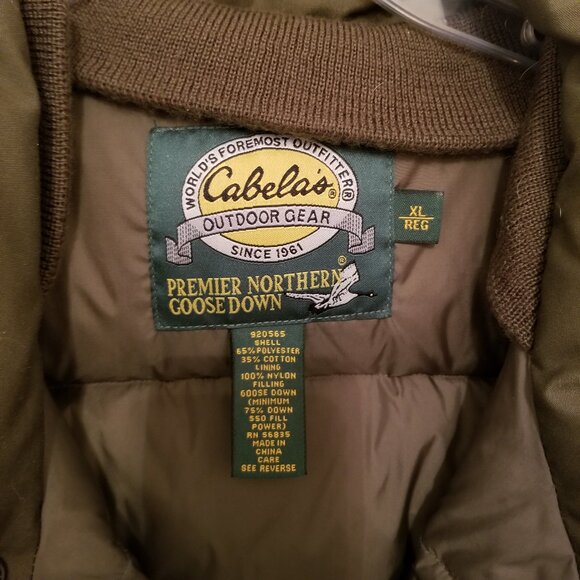 WORLD'S FOREMOST OUTFITTER®
Cabela's®
OUTDOOR GEAR
SINCE 1961
PREMIER NORTHERN®
GOOSE DOWN
XL
REG
920565
SHELL
65% POLYESTER
35% COTTON
LINING
100% NYLON
FILLING
GOOSE DOWN
(MINIMUM
75% DOWN
550 FILL
POWER)
RN 56835
MADE IN
CHINA
CARE
SEE REVERSE